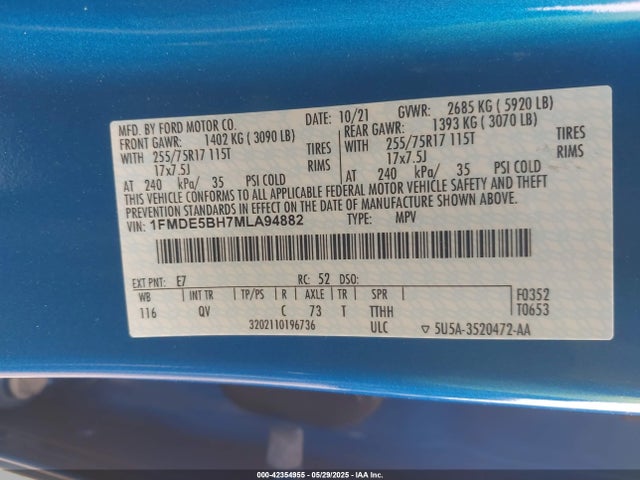 MFD. BY FORD MOTOR CO. DATE: 10/21 GVWR: 2685 KG ( 5920 LB)
FRONT GAWR: 1402 KG ( 3090 LB) REAR GAWR: 1393 KG ( 3070 LB)
WITH 255/75R17 115T TIRES WITH 255/75R17 115T TIRES
17x7.5J RIMS 17x7.5J RIMS
AT 240 kPa/ 35 PSI COLD AT 240 kPa/ 35 PSI COLD
THIS VEHICLE CONFORMS TO ALL APPLICABLE FEDERAL MOTOR VEHICLE SAFETY AND THEFT
PREVENTION STANDARDS IN EFFECT ON THE DATE OF MANUFACTURE SHOWN ABOVE.
VIN: 1FMDE5BH7MLA94882 TYPE: MPV
EXT PNT: E7 RC: 52 DSO:
WB INT TR TP/PS R AXLE TR SPR F0352
116 QV C 73 T TTHH T0653
3202110196736 ULC ▽ 5U5A-3520472-AA
000-42354955 — 05/29/2025 — IAA Inc.